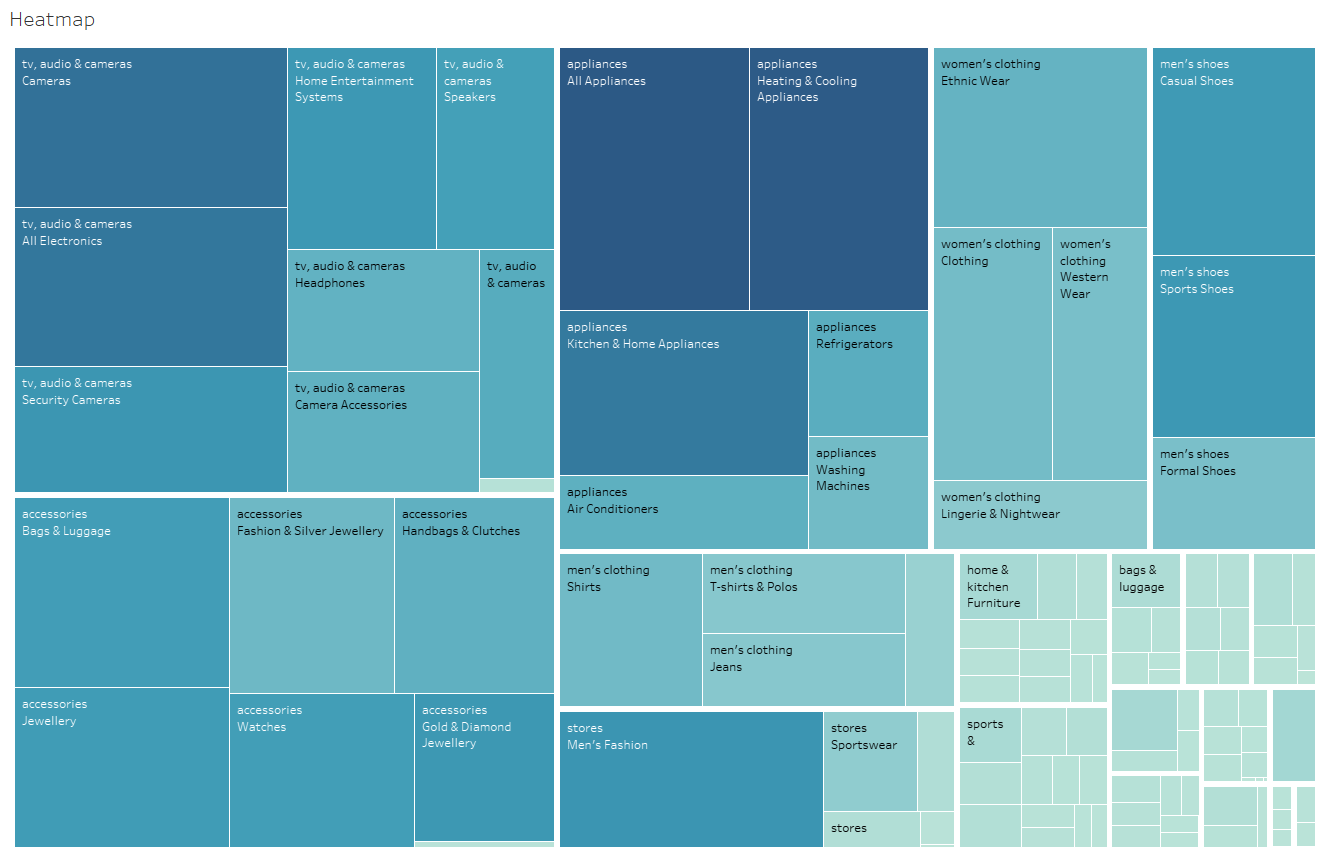 Heatmap
tv, audio & cameras
Cameras
tv, audio & cameras
All Electronics
tv, audio & cameras
Security Cameras
tv, audio & cameras
Home Entertainment
Systems
tv, audio &
cameras
Speakers
tv, audio & cameras
Headphones
tv, audio & cameras
Camera Accessories
tv, audio
& cameras
accessories
Bags & Luggage
accessories
Jewellery
accessories
Fashion & Silver Jewellery
accessories
Handbags & Clutches
accessories
Watches
accessories
Gold & Diamond
Jewellery
appliances
All Appliances
appliances
Heating & Cooling
Appliances
appliances
Kitchen & Home Appliances
appliances
Refrigerators
appliances
Washing
Machines
appliances
Air Conditioners
women's clothing
Ethnic Wear
women's clothing
Clothing
women's
clothing
Western
Wear
women's clothing
Lingerie & Nightwear
men's shoes
Casual Shoes
men's shoes
Sports Shoes
men's shoes
Formal Shoes
men's clothing
Shirts
men's clothing
T-shirts & Polos
men's clothing
Jeans
stores
Men's Fashion
stores
Sportswear
stores
home &
kitchen
Furniture
sports
&
bags &
luggage